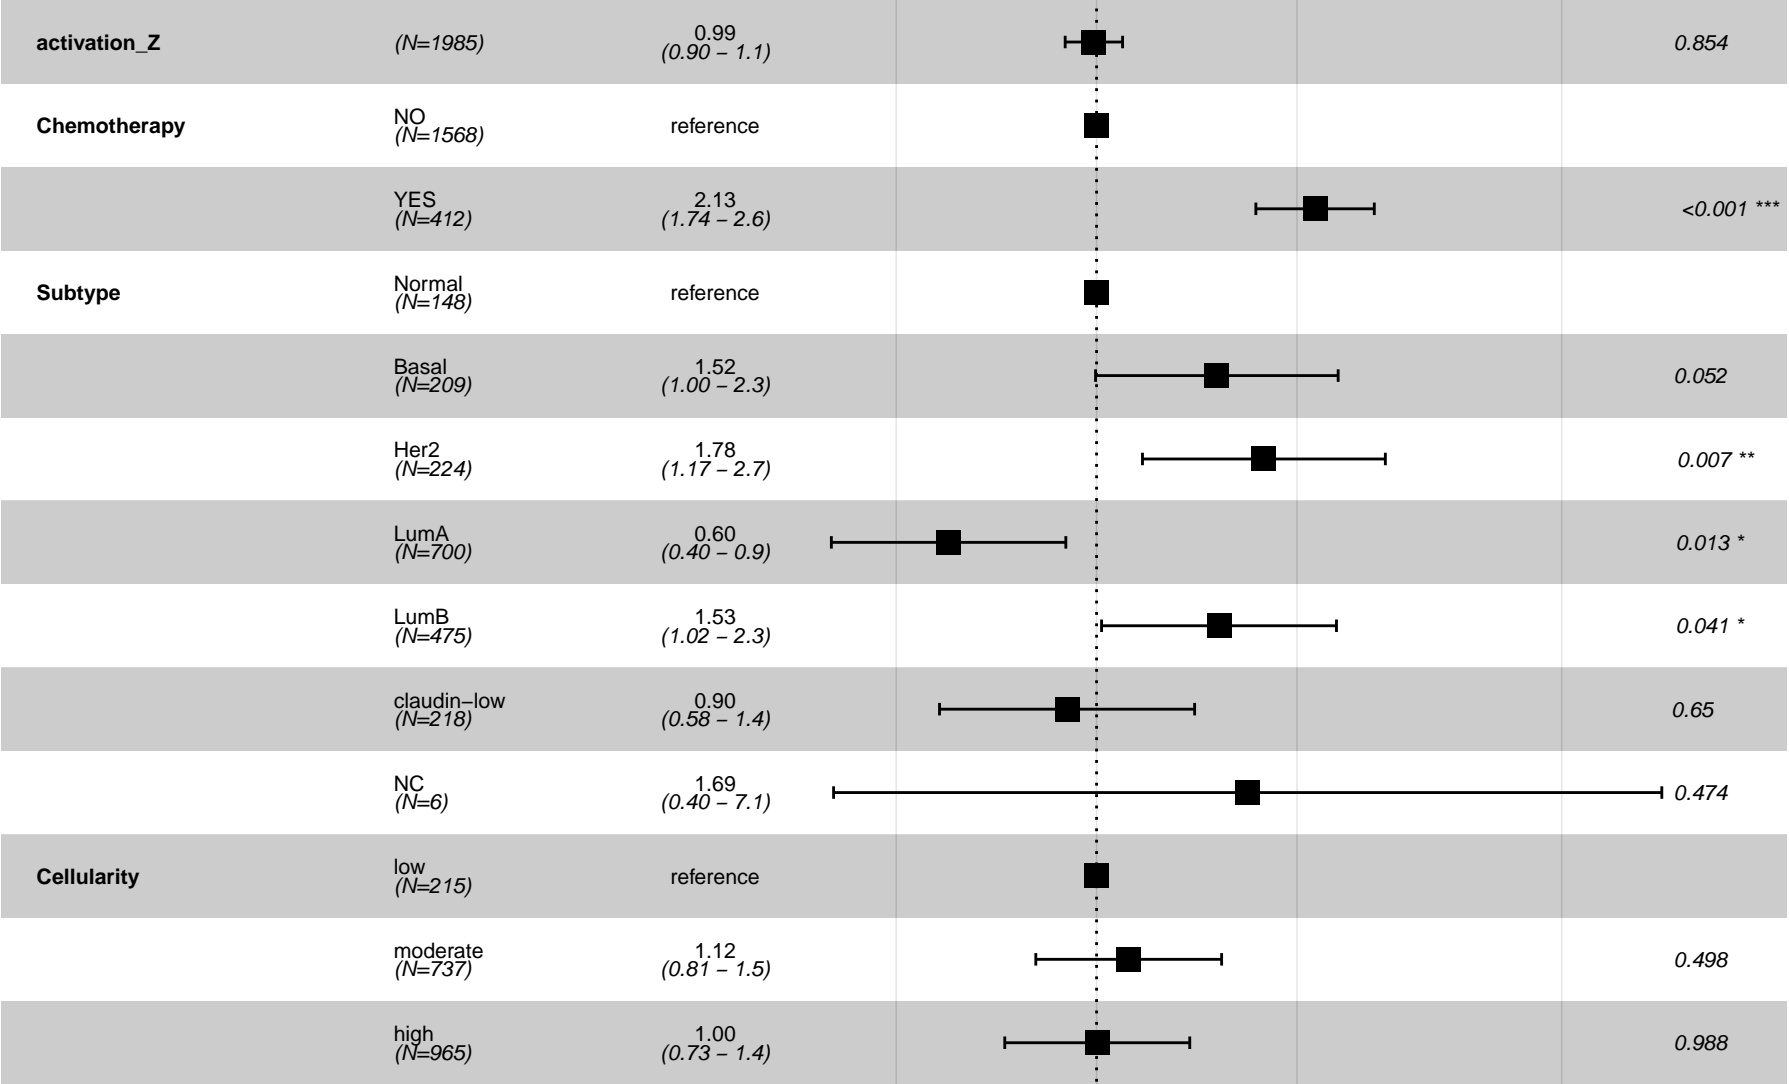 activation_Z (N=1985) 0.99 0.854
(0.90 − 1.1)
Chemotherapy NO reference
(N=1568)
YES 2.13 <0.001 ***
(N=412) (1.74 − 2.6)
Subtype Normal reference
(N=148)
Basal 1.52 0.052
(N=209) (1.00 − 2.3)
Her2 1.78 0.007 **
(N=224) (1.17 − 2.7)
LumA 0.60 0.013 *
(N=700) (0.40 − 0.9)
LumB 1.53 0.041 *
(N=475) (1.02 − 2.3)
claudin−low 0.90 0.65
(N=218) (0.58 − 1.4)
NC 1.69 0.474
(N=6) (0.40 − 7.1)
Cellularity low reference
(N=215)
moderate 1.12 0.498
(N=737) (0.81 − 1.5)
high 1.00 0.988
(N=965) (0.73 − 1.4)